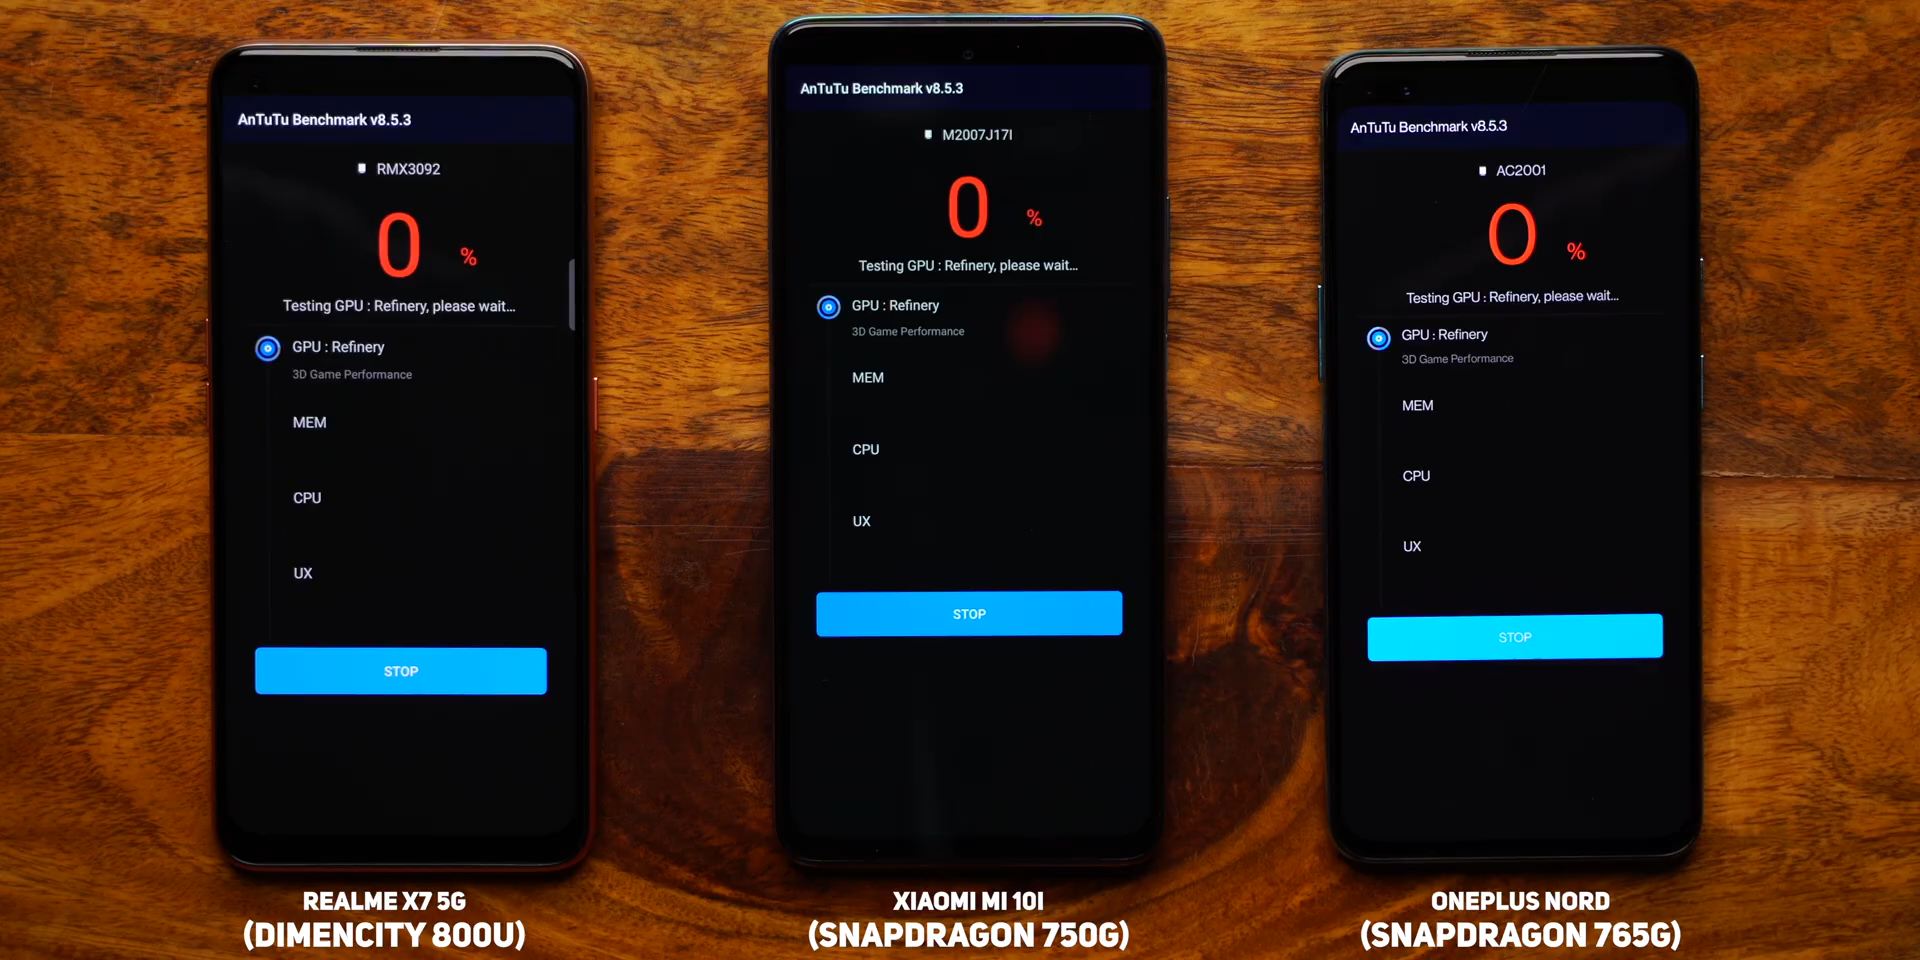 AnTuTu Benchmark v8.5.3
RMX3092
0 %
Testing GPU : Refinery, please wait...
GPU : Refinery
3D Game Performance
MEM
CPU
UX
STOP
REALME X7 5G
(DIMENCITY 800U)
AnTuTu Benchmark v8.5.3
M2007J17I
0 %
Testing GPU : Refinery, please wait...
GPU : Refinery
3D Game Performance
MEM
CPU
UX
STOP
XIAOMI MI 10I
(SNAPDRAGON 750G)
AnTuTu Benchmark v8.5.3
AC2001
0 %
Testing GPU : Refinery, please wait...
GPU : Refinery
3D Game Performance
MEM
CPU
UX
STOP
ONEPLUS NORD
(SNAPDRAGON 765G)